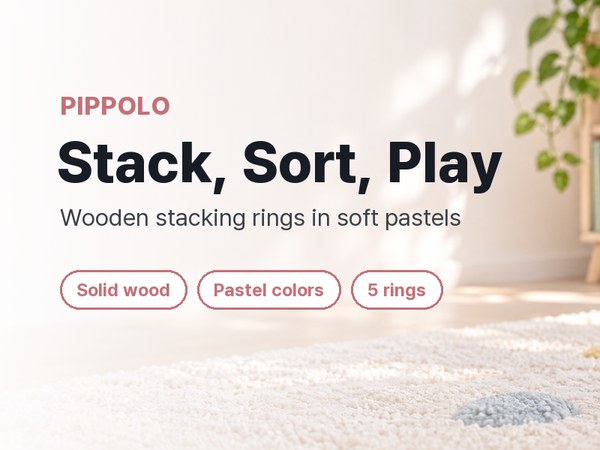 PIPPOLO
Stack, Sort, Play
Wooden stacking rings in soft pastels
Solid wood Pastel colors 5 rings